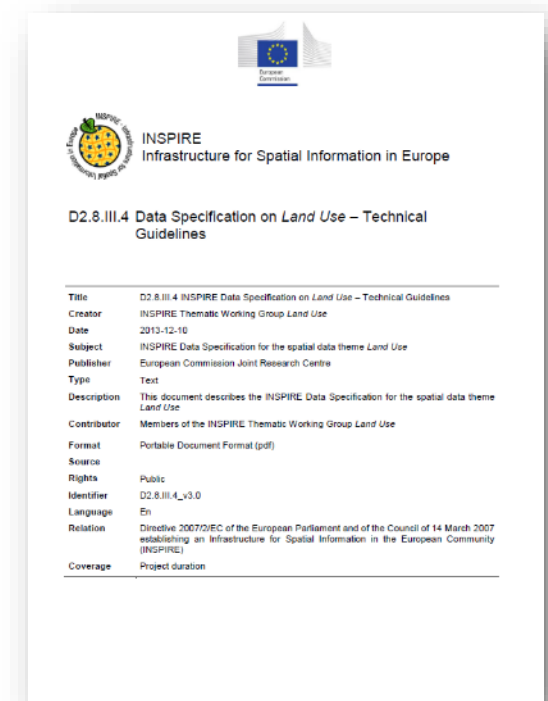 European
Commission
INSPIRE
Infrastructure for Spatial Information in Europe
D2.8.III.4 Data Specification on Land Use – Technical
Guidelines
Title D2.8.III.4 INSPIRE Data Specification on Land Use – Technical Guidelines
Creator INSPIRE Thematic Working Group Land Use
Date 2013-12-10
Subject INSPIRE Data Specification for the spatial data theme Land Use
Publisher European Commission Joint Research Centre
Type Text
Description This document describes the INSPIRE Data Specification for the spatial data theme
Land Use
Contributor Members of the INSPIRE Thematic Working Group Land Use
Format Portable Document Format (pdf)
Source
Rights Public
Identifier D2.8.III.4_v3.0
Language En
Relation Directive 2007/2/EC of the European Parliament and of the Council of 14 March 2007
establishing an Infrastructure for Spatial Information in the European Community
(INSPIRE)
Coverage Project duration